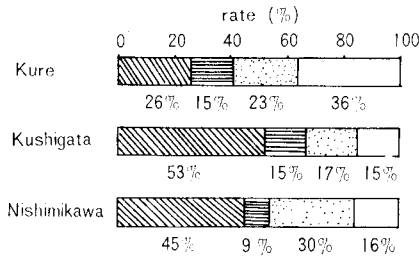 rate (%)
0 20 40 60 80 100
Kure
26% 15% 23% 36%
Kushigata
53% 15% 17% 15%
Nishimikawa
45% 9% 30% 16%